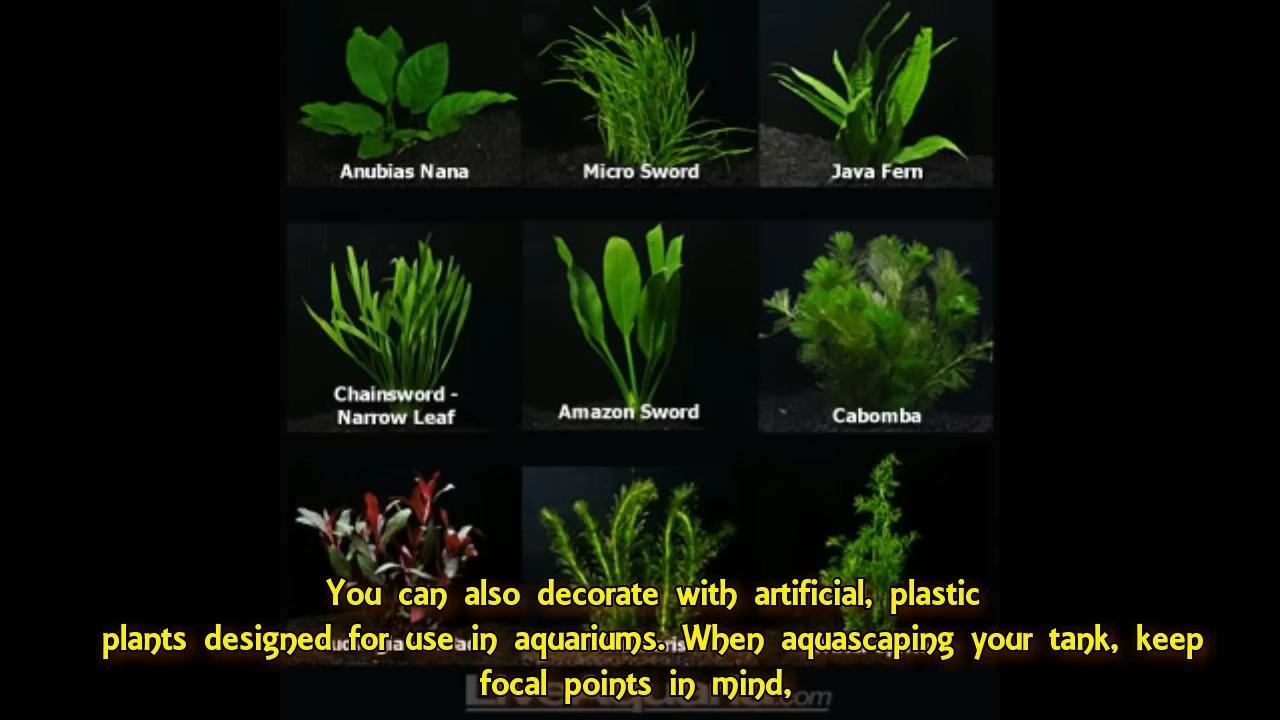 Anubias Nana
Micro Sword
Java Fern
Chainsword -
Narrow Leaf
Amazon Sword
Cabomba
You can also decorate with artificial, plastic
plants designed for use in aquariums. When aquascaping your tank, keep
focal points in mind,